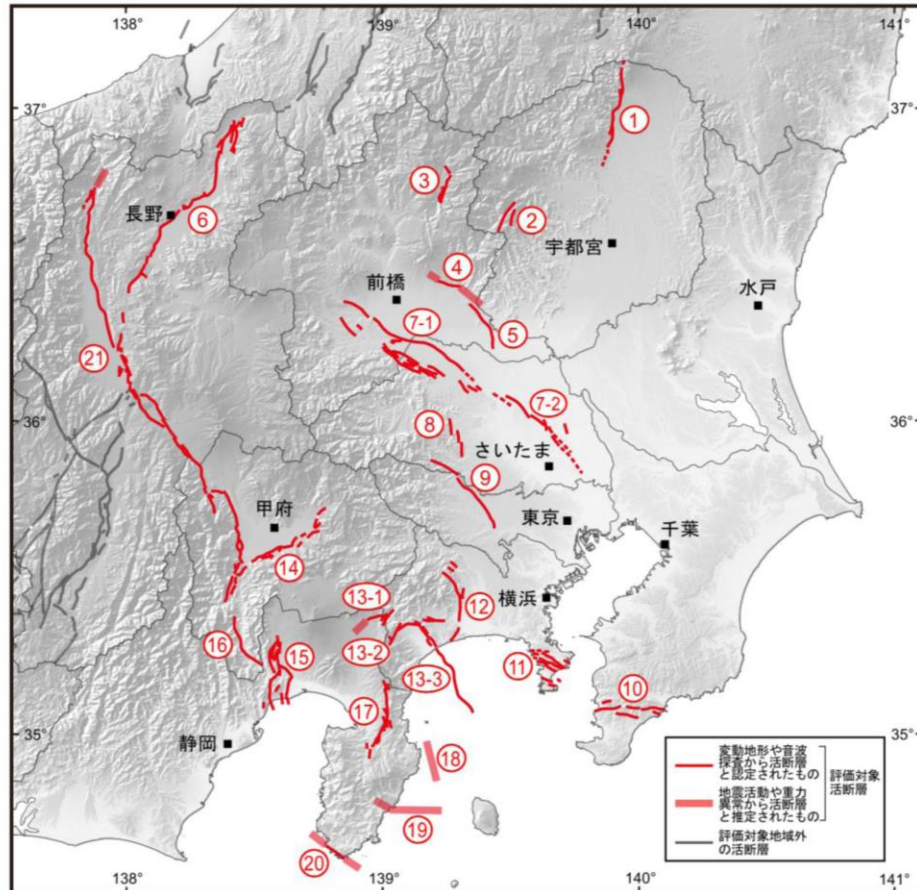 138°
139°
140°
141°
37°
37°
①
③
②
長野
⑥
宇都宮
④
前橋
水戸
7-1
⑤
㉑
7-2
36°
36°
⑧
さいたま
⑨
甲府
東京
千葉
⑭
13-1
横浜
⑫
13-2
⑯
⑮
⑪
13-3
⑩
⑰
35°
35°
静岡
⑱
変動地形や音波
探査から活断層
と認定されたもの
地震活動や重力
異常から活断層
と推定されたもの
評価対象
活断層
評価対象地域外
の活断層
⑲
⑳
138°
139°
140°
141°